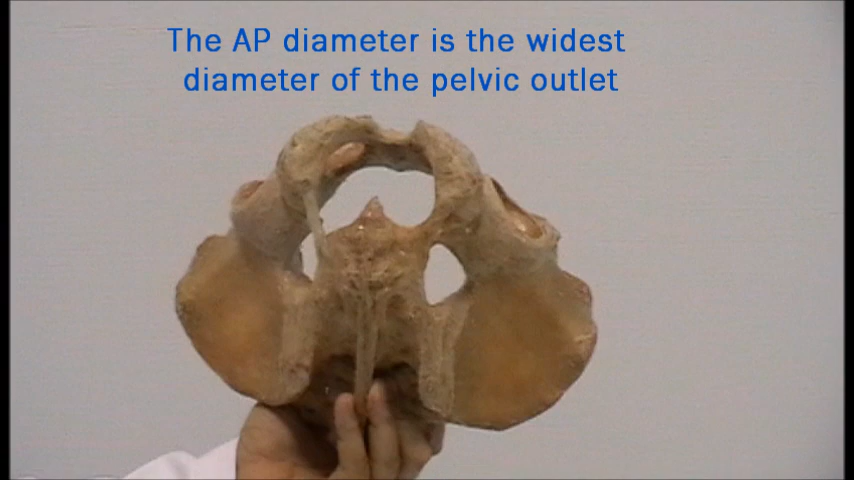 The AP diameter is the widest
diameter of the pelvic outlet